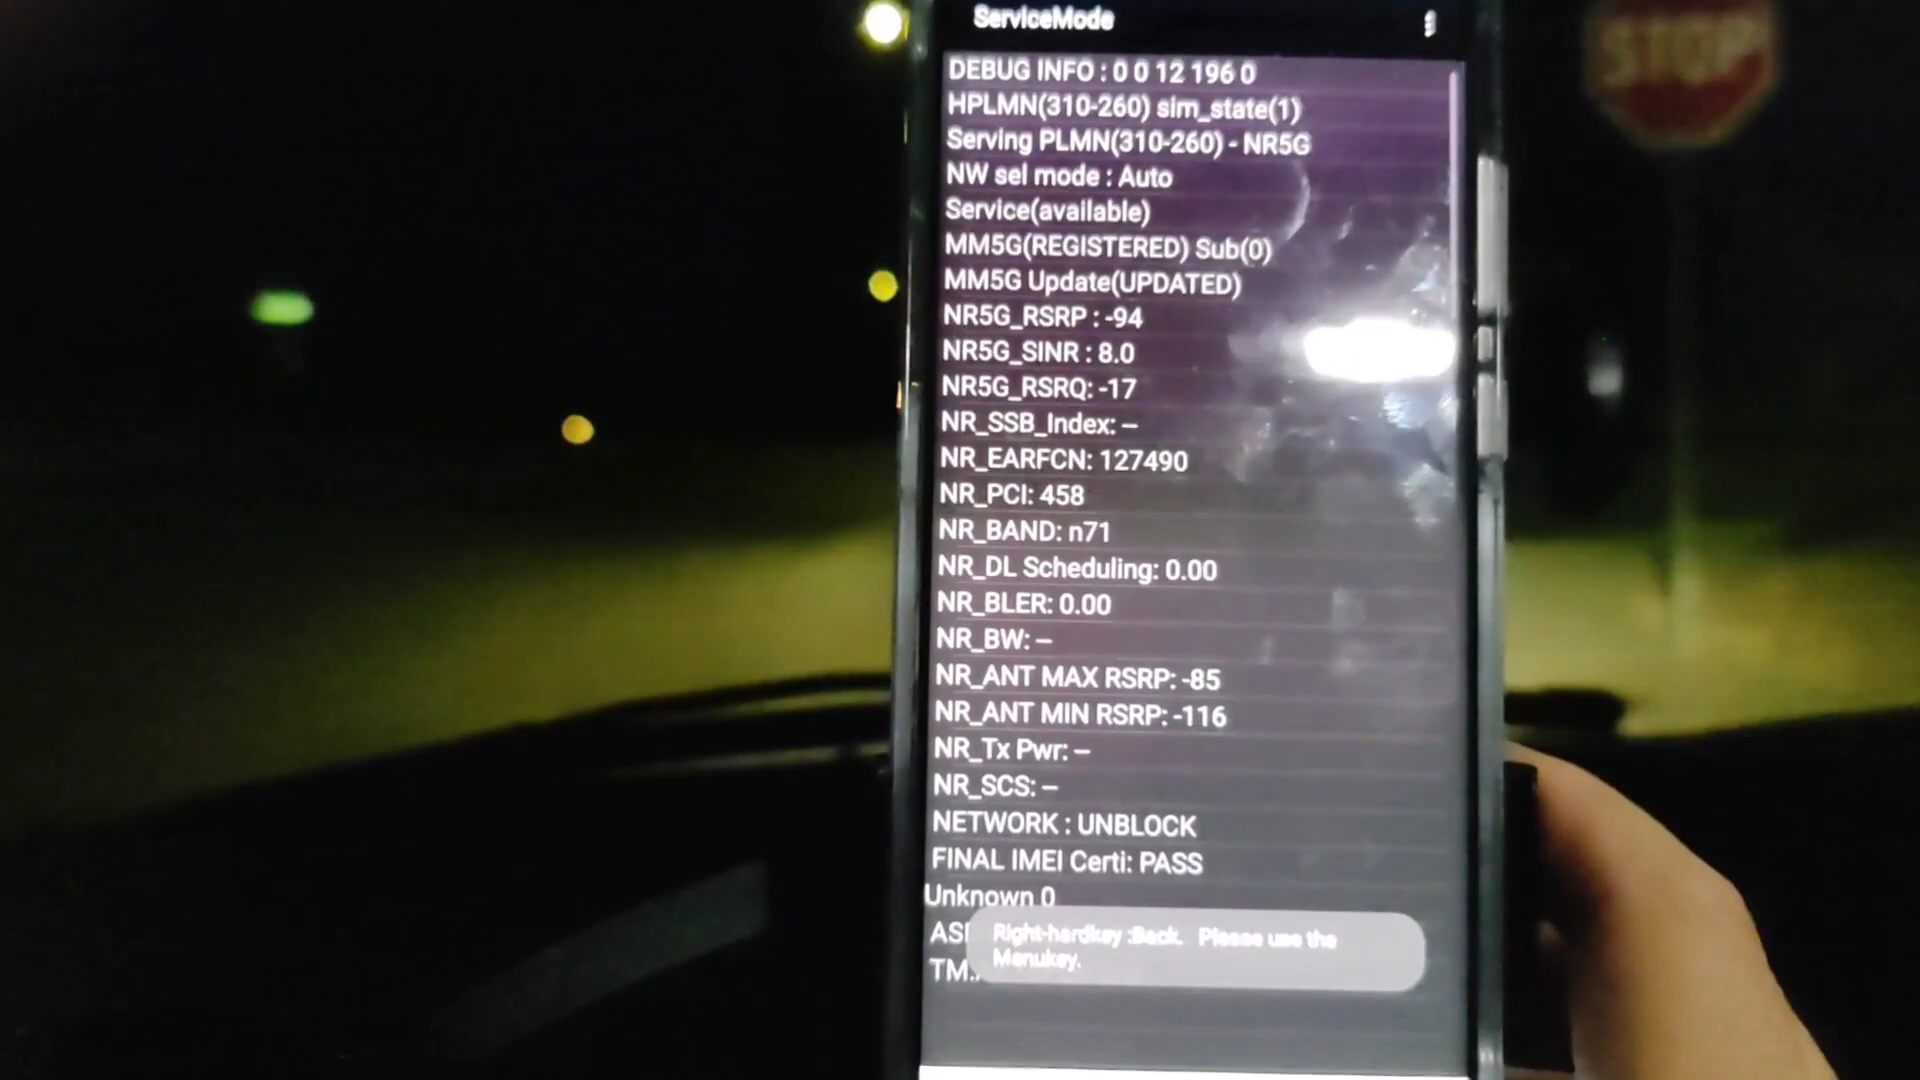 ServiceMode
STOP
DEBUG INFO : 0 0 12 196 0
HPLMN(310-260) sim_state(1)
Serving PLMN(310-260) - NR5G
NW sel mode : Auto
Service(available)
MM5G(REGISTERED) Sub(0)
MM5G Update(UPDATED)
NR5G_RSRP : -94
NR5G_SINR : 8.0
NR5G_RSRQ: -17
NR_SSB_Index: --
NR_EARFCN: 127490
NR_PCI: 458
NR_BAND: n71
NR_DL Scheduling: 0.00
NR_BLER: 0.00
NR_BW: --
NR_ANT MAX RSRP: -85
NR_ANT MIN RSRP: -116
NR_Tx Pwr: --
NR_SCS: --
NETWORK : UNBLOCK
FINAL IMEI Certi: PASS
Unknown 0
Right-hardkey :Back. Please use the
Menukey.